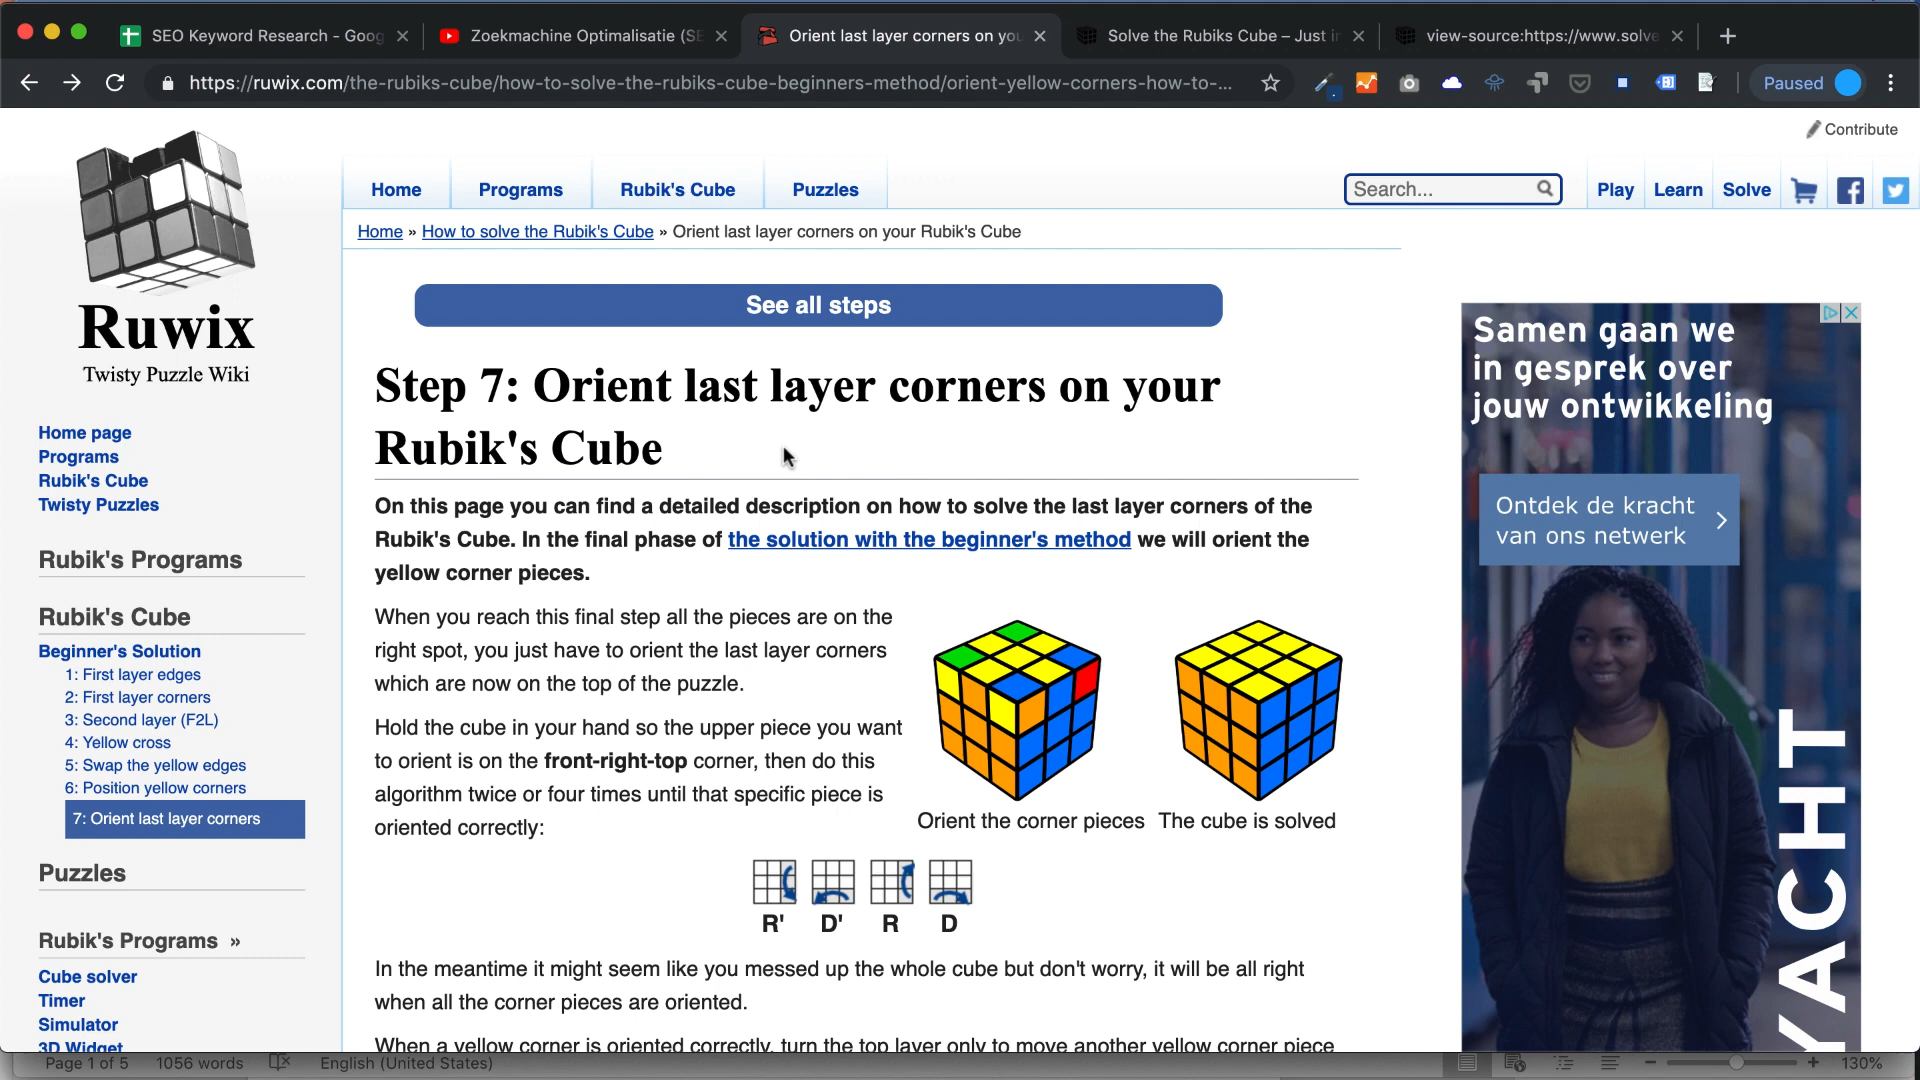 SEO Keyword Research - Goog
Zoekmachine Optimalisatie (SE
Orient last layer corners on you
Solve the Rubiks Cube – Just in
view-source:https://www.solve
https://ruwix.com/the-rubiks-cube/how-to-solve-the-rubiks-cube-beginners-method/orient-yellow-corners-how-to-...
Paused
Contribute
Ruwix
Twisty Puzzle Wiki
Home
Programs
Rubik's Cube
Puzzles
Search...
Play
Learn
Solve
Home » How to solve the Rubik's Cube » Orient last layer corners on your Rubik's Cube
See all steps
Step 7: Orient last layer corners on your
Rubik's Cube
On this page you can find a detailed description on how to solve the last layer corners of the
Rubik's Cube. In the final phase of the solution with the beginner's method we will orient the
yellow corner pieces.
When you reach this final step all the pieces are on the
right spot, you just have to orient the last layer corners
which are now on the top of the puzzle.
Hold the cube in your hand so the upper piece you want
to orient is on the front-right-top corner, then do this
algorithm twice or four times until that specific piece is
oriented correctly:
Orient the corner pieces
The cube is solved
R' D' R D
In the meantime it might seem like you messed up the whole cube but don't worry, it will be all right
when all the corner pieces are oriented.
When a yellow corner is oriented correctly, turn the top layer only to move another yellow corner piece
Home page
Programs
Rubik's Cube
Twisty Puzzles
Rubik's Programs
Rubik's Cube
Beginner's Solution
1: First layer edges
2: First layer corners
3: Second layer (F2L)
4: Yellow cross
5: Swap the yellow edges
6: Position yellow corners
7: Orient last layer corners
Puzzles
Rubik's Programs »
Cube solver
Timer
Simulator
3D Widget
Samen gaan we
in gesprek over
jouw ontwikkeling
Ontdek de kracht
van ons netwerk
YACHT
Page 1 of 5
1056 words
English (United States)
130%